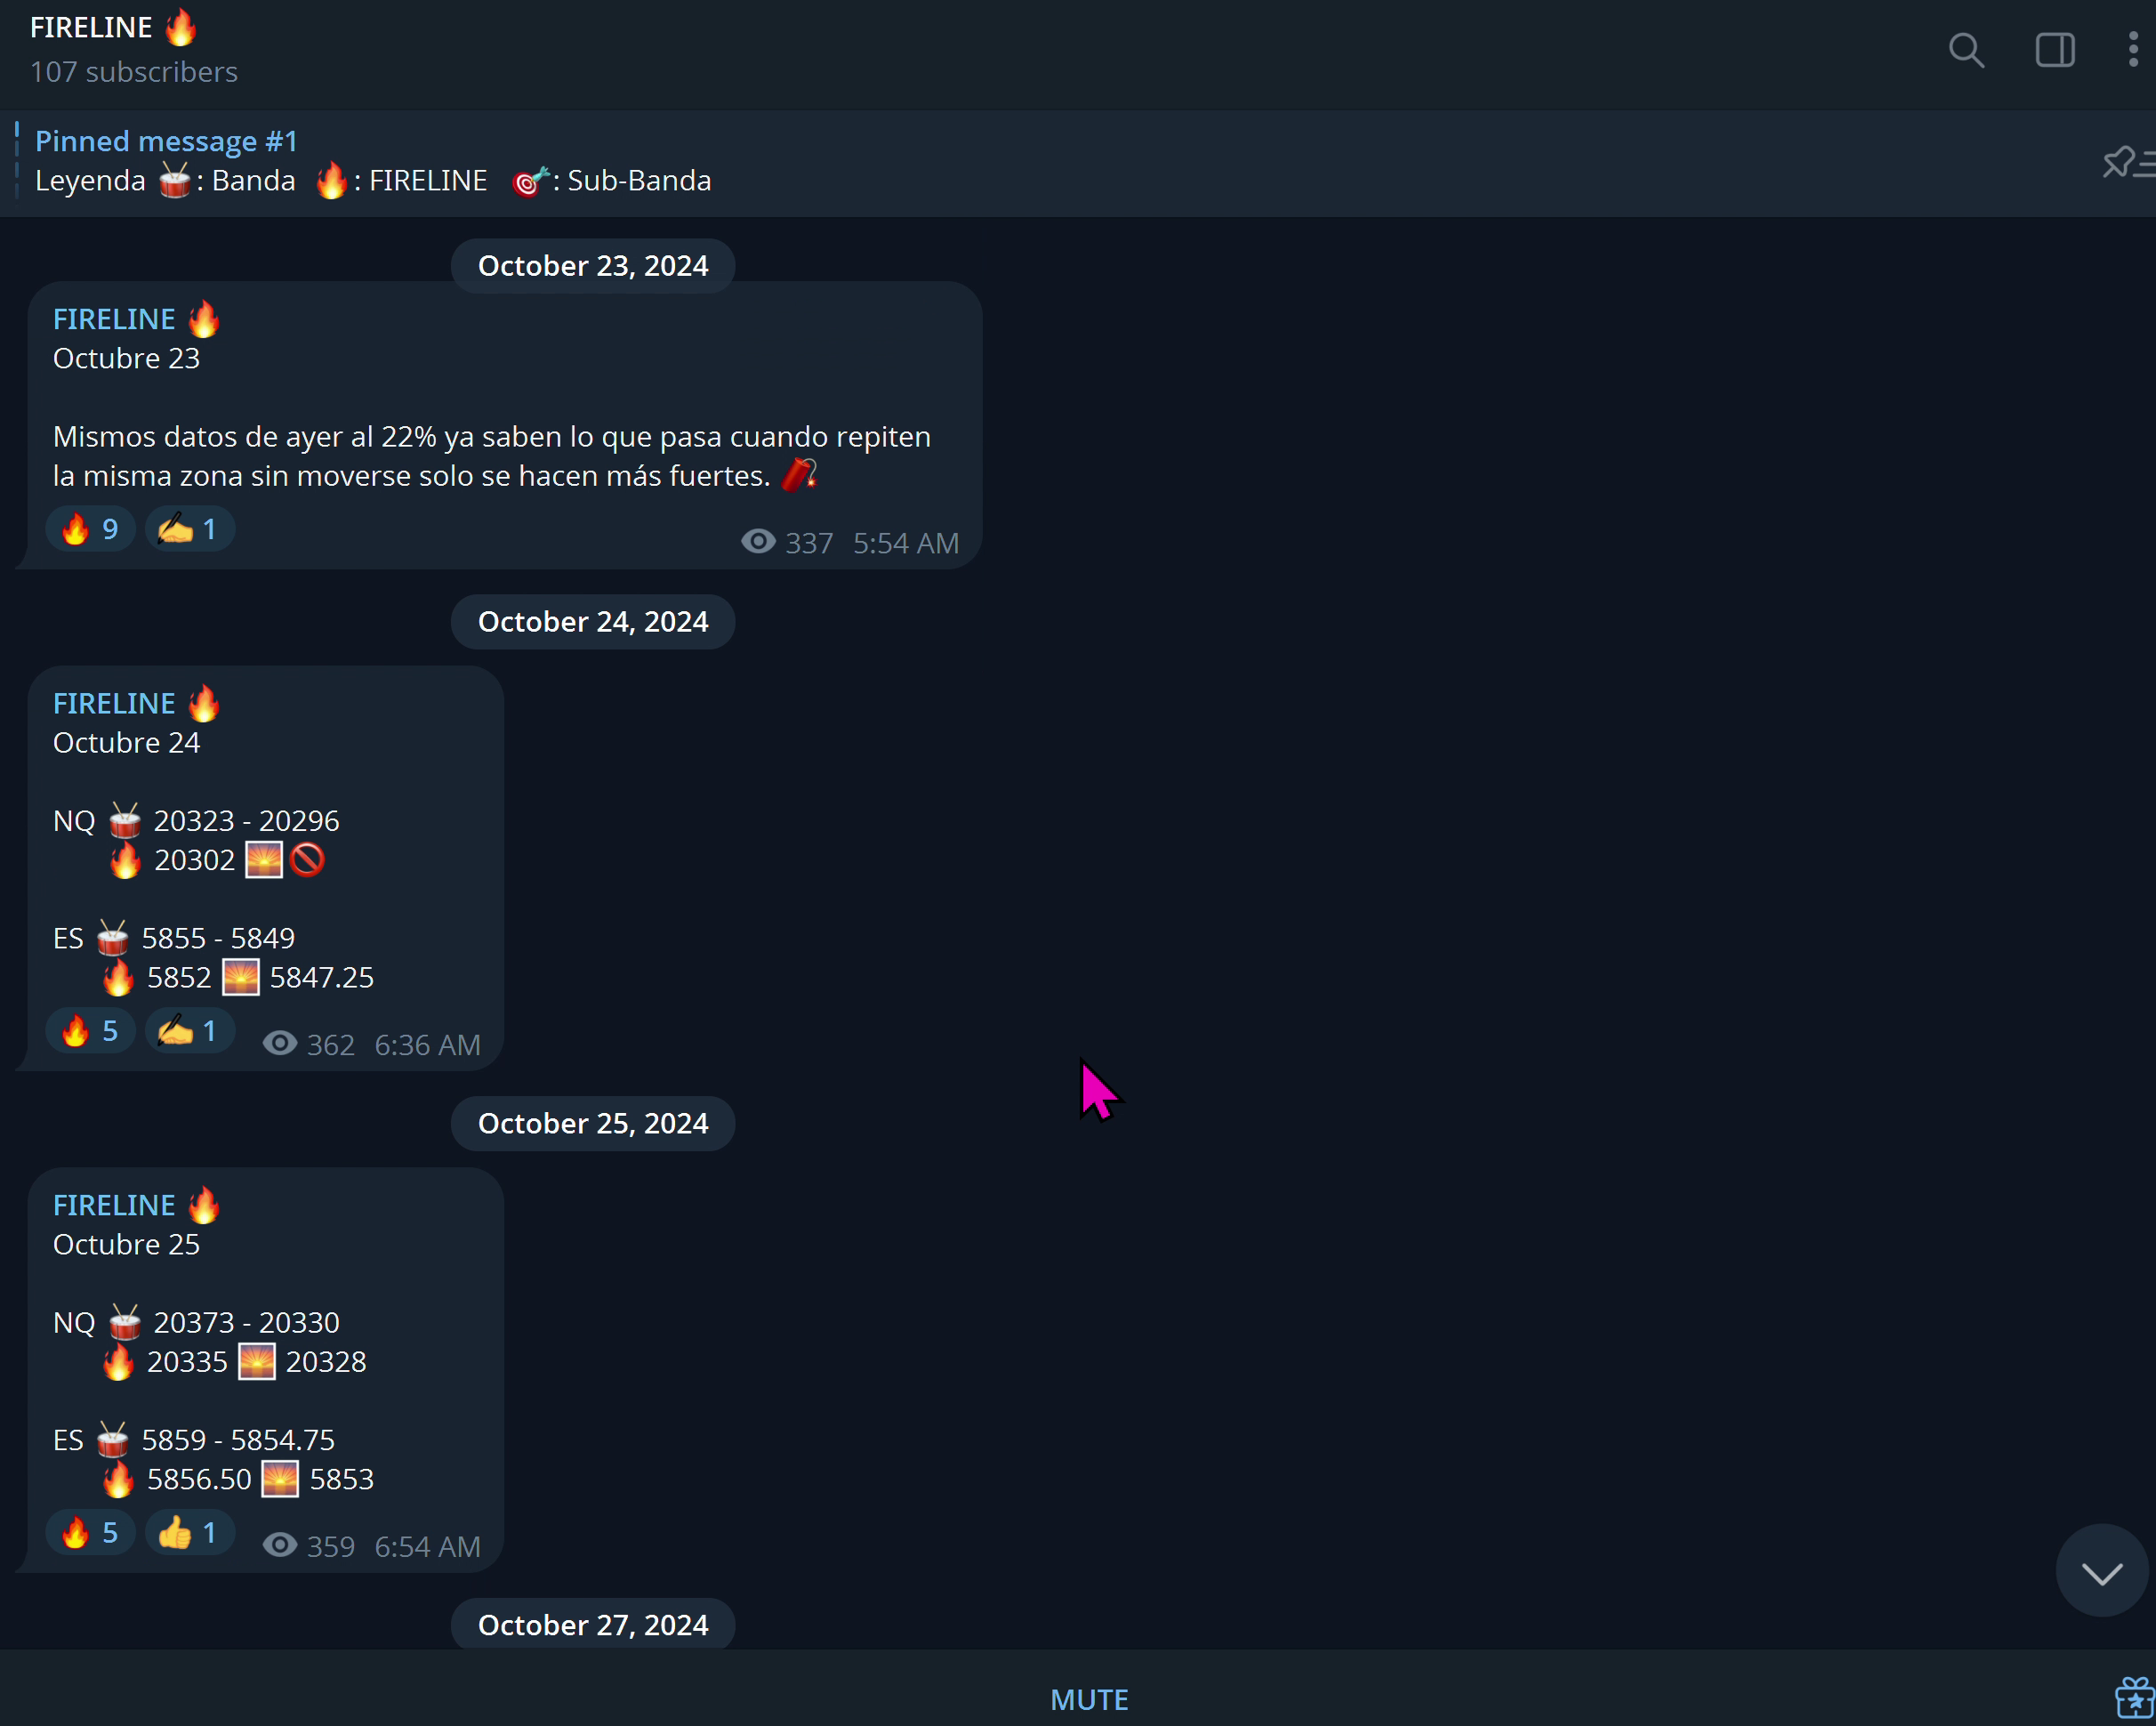 FIRELINE 🔥
107 subscribers
Pinned message #1
Leyenda 🥁: Banda 🔥: FIRELINE 🎯: Sub-Banda
October 23, 2024
FIRELINE 🔥
Octubre 23
Mismos datos de ayer al 22% ya saben lo que pasa cuando repiten
la misma zona sin moverse solo se hacen más fuertes. 🧨
🔥 9 ✍️ 1 337 5:54 AM
October 24, 2024
FIRELINE 🔥
Octubre 24
NQ 🥁 20323 - 20296
🔥 20302 🌅🚫
ES 🥁 5855 - 5849
🔥 5852 🌅 5847.25
🔥 5 ✍️ 1 362 6:36 AM
October 25, 2024
FIRELINE 🔥
Octubre 25
NQ 🥁 20373 - 20330
🔥 20335 🌅 20328
ES 🥁 5859 - 5854.75
🔥 5856.50 🌅 5853
🔥 5 👍 1 359 6:54 AM
October 27, 2024
MUTE